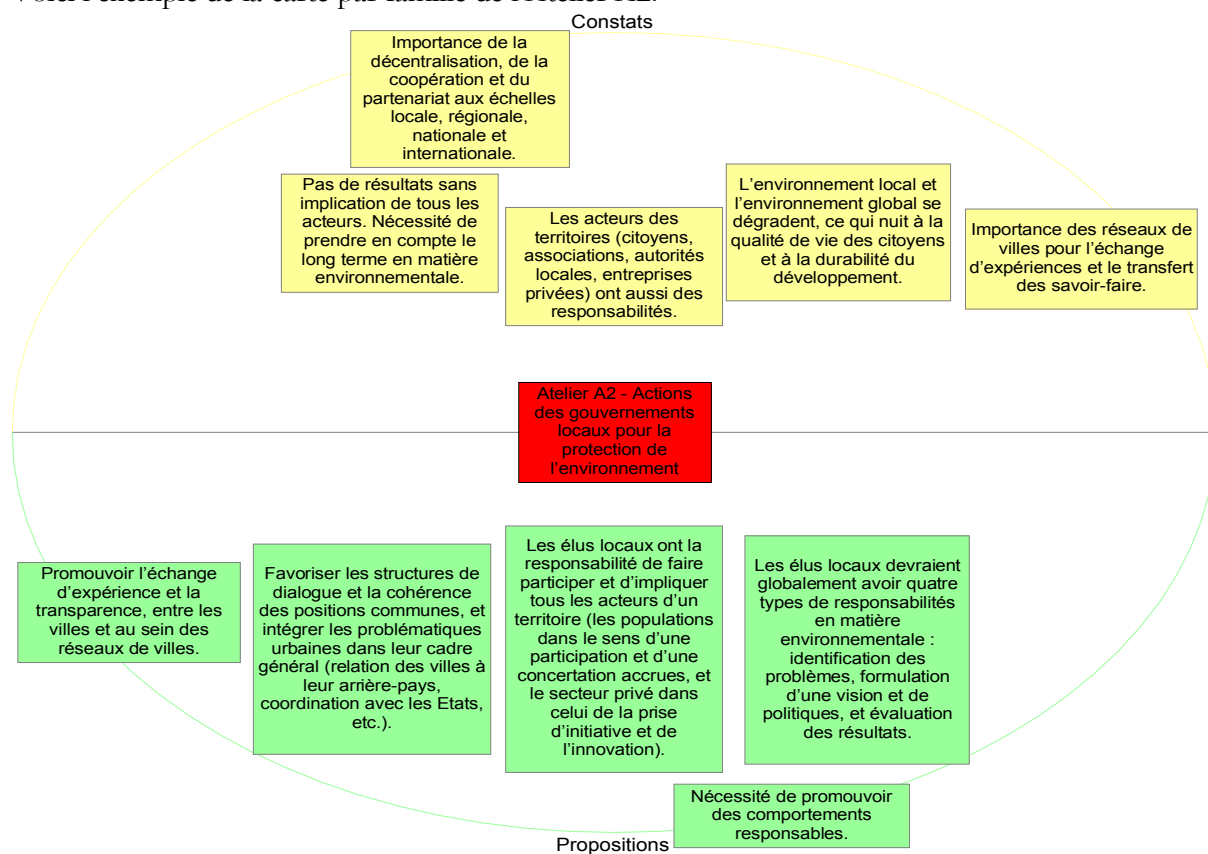 Voici l'exemple de la carte par famille de l'Atelier A2.
Constats
Importance de la
décentralisation, de la
coopération et du
partenariat aux échelles
locale, régionale,
nationale et
internationale.
Pas de résultats sans
implication de tous les
acteurs. Nécessité de
prendre en compte le
long terme en matière
environnementale.
Les acteurs des
territoires (citoyens,
associations, autorités
locales, entreprises
privées) ont aussi des
responsabilités.
L'environnement local et
l'environnement global se
dégradent, ce qui nuit à la
qualité de vie des citoyens
et à la durabilité du
développement.
Importance des réseaux de
villes pour l'échange
d'expériences et le transfert
des savoir-faire.
Atelier A2 - Actions
des gouvernements
locaux pour la
protection de
l'environnement
Promouvoir l'échange
d'expérience et la
transparence, entre les
villes et au sein des
réseaux de villes.
Favoriser les structures de
dialogue et la cohérence
des positions communes, et
intégrer les problématiques
urbaines dans leur cadre
général (relation des villes à
leur arrière-pays,
coordination avec les Etats,
etc.).
Les élus locaux ont la
responsabilité de faire
participer et d'impliquer
tous les acteurs d'un
territoire (les populations
dans le sens d'une
participation et d'une
concertation accrues, et
le secteur privé dans
celui de la prise
d'initiative et de
l'innovation).
Les élus locaux devraient
globalement avoir quatre
types de responsabilités
en matière
environnementale :
identification des
problèmes, formulation
d'une vision et de
politiques, et évaluation
des résultats.
Nécessité de promouvoir
des comportements
responsables.
Propositions